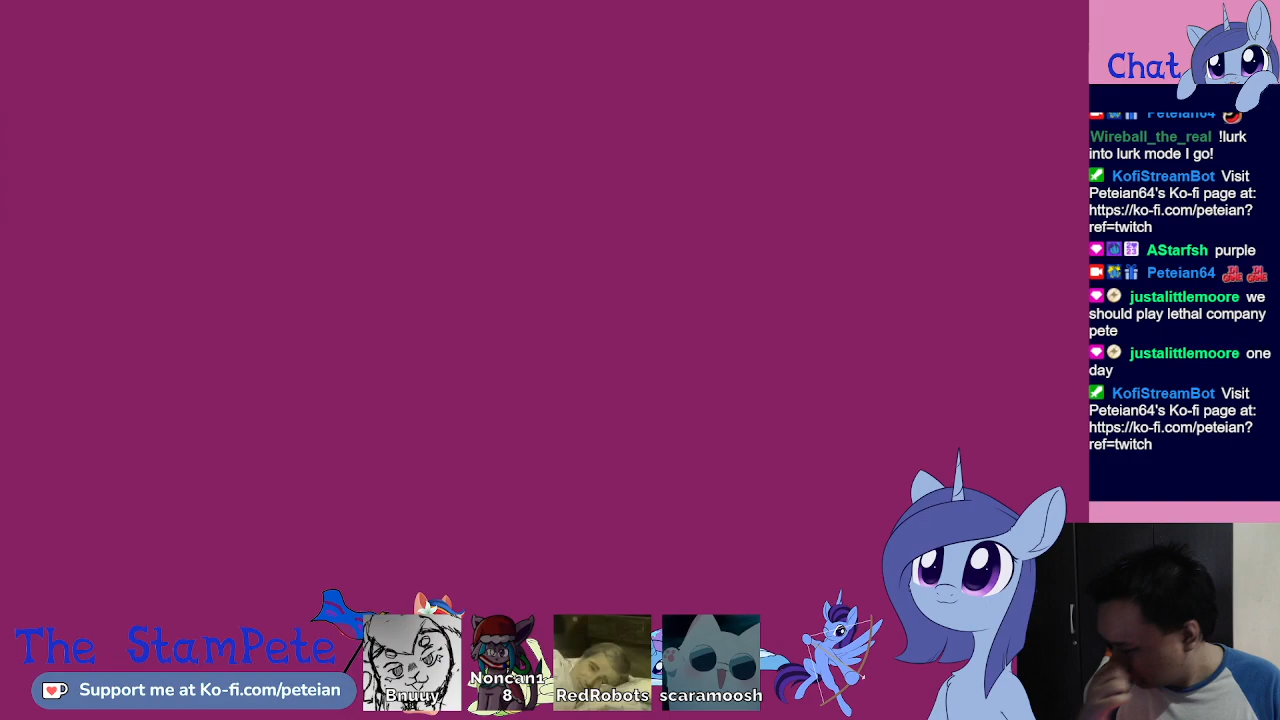 Chat
Peteian64
Wireball_the_real !lurk
into lurk mode I go!
KofiStreamBot Visit
Peteian64's Ko-fi page at:
https://ko-fi.com/peteian?
ref=twitch
AStarfsh purple
Peteian64
justalittlemoore we
should play lethal company
pete
justalittlemoore one
day
KofiStreamBot Visit
Peteian64's Ko-fi page at:
https://ko-fi.com/peteian?
ref=twitch
The StamPete
Support me at Ko-fi.com/peteian
Bnuuy
Noncan1
8
RedRobots
scaramoosh